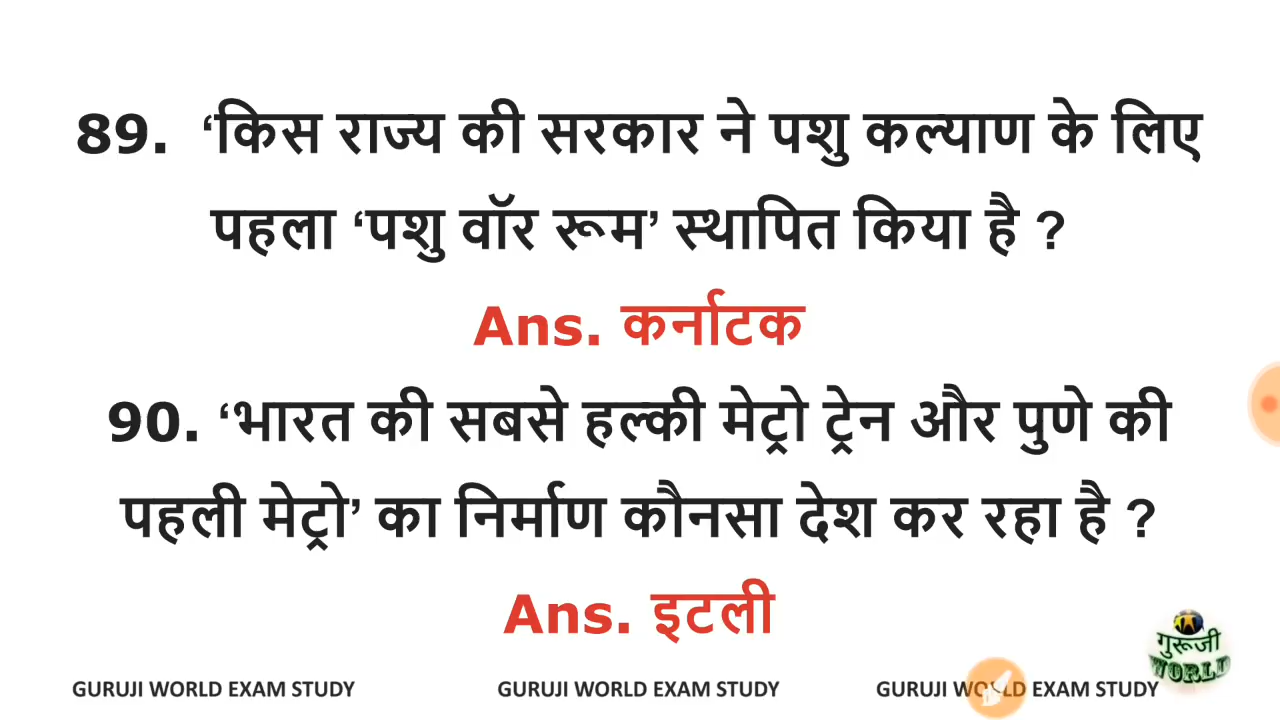 89. ‘किस राज्य की सरकार ने पशु कल्याण के लिए
पहला ‘पशु वॉर रूम’ स्थापित किया है ?
Ans. कर्नाटक
90. ‘भारत की सबसे हल्की मेट्रो ट्रेन और पुणे की
पहली मेट्रो’ का निर्माण कौनसा देश कर रहा है ?
Ans. इटली
गुरूजी
WORLD
GURUJI WORLD EXAM STUDY GURUJI WORLD EXAM STUDY GURUJI WORLD EXAM STUDY